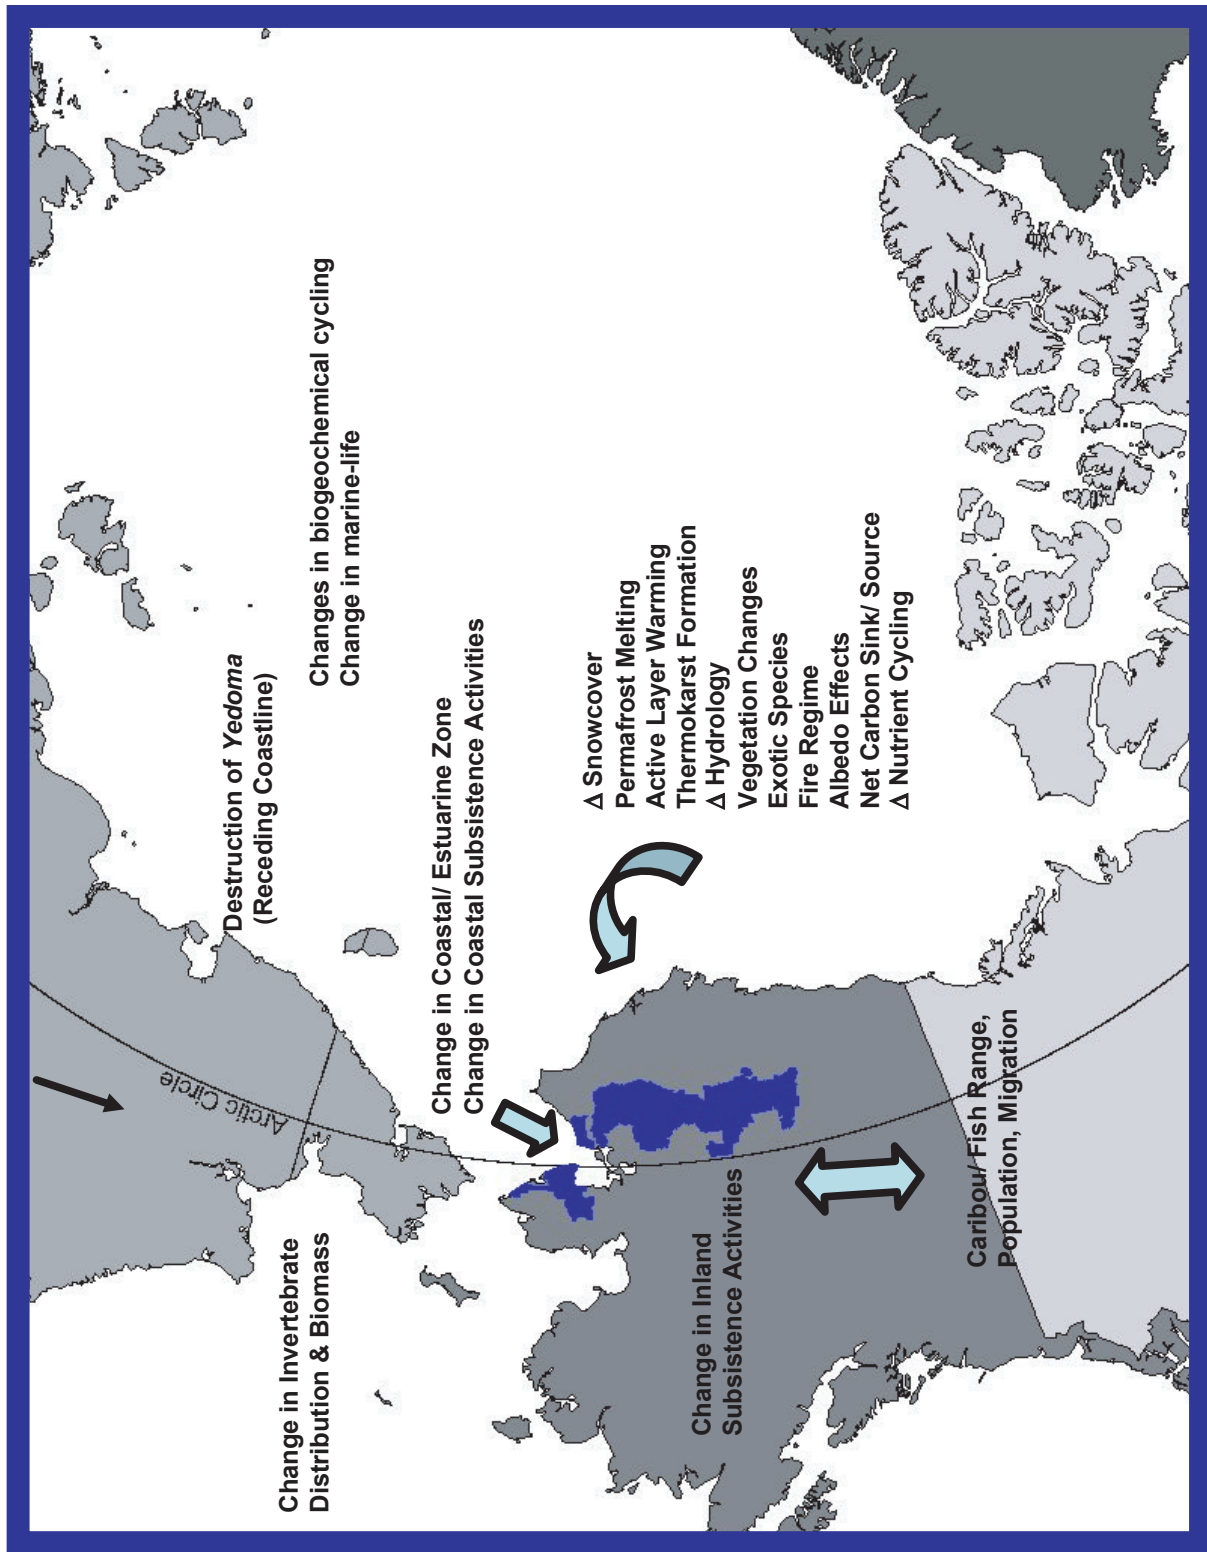 Arctic Circle
Change in Invertebrate
Distribution & Biomass
Destruction of Yedoma
(Receding Coastline)
Changes in biogeochemical cycling
Change in marine-life
Change in Coastal/ Estuarine Zone
Change in Coastal Subsistence Activities
Δ Snowcover
Permafrost Melting
Active Layer Warming
Thermokarst Formation
Δ Hydrology
Vegetation Changes
Exotic Species
Fire Regime
Albedo Effects
Net Carbon Sink/ Source
Δ Nutrient Cycling
Change in Inland
Subsistence Activities
Caribou/ Fish Range,
Population, Migration